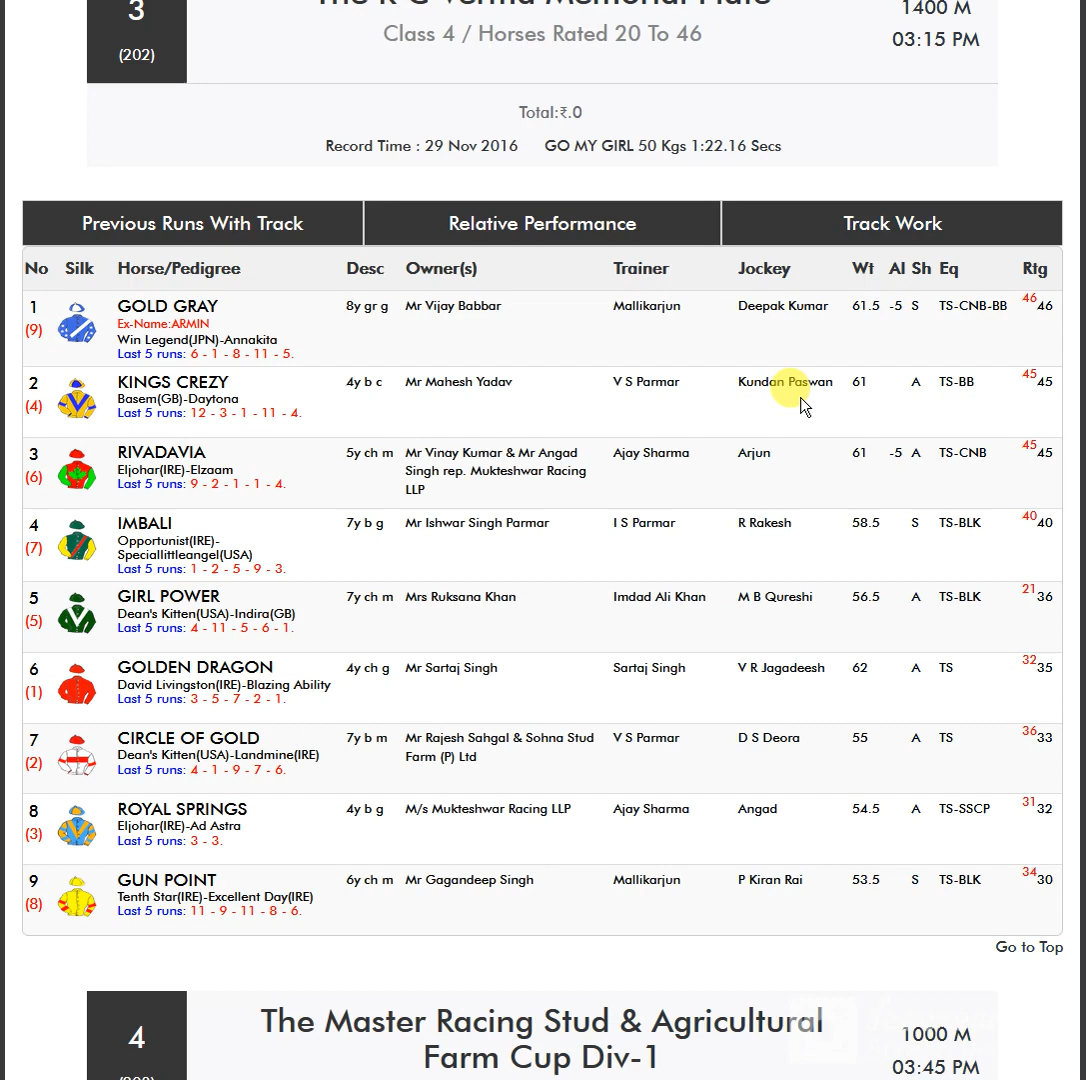 3
The R C Verma Memorial Plate
1400 M
Class 4 / Horses Rated 20 To 46
03:15 PM
(202)
Total:₹.0
Record Time : 29 Nov 2016 GO MY GIRL 50 Kgs 1:22.16 Secs
Previous Runs With Track Relative Performance Track Work
No Silk Horse/Pedigree Desc Owner(s) Trainer Jockey Wt Al Sh Eq Rtg
1 GOLD GRAY 8y gr g Mr Vijay Babbar Mallikarjun Deepak Kumar 61.5 -5 S TS-CNB-BB 46 46
(9) Ex-Name:ARMIN
Win Legend(JPN)-Annakita
Last 5 runs: 6 - 1 - 8 - 11 - 5.
2 KINGS CREZY 4y b c Mr Mahesh Yadav V S Parmar Kundan Paswan 61 A TS-BB 45 45
(4) Basem(GB)-Daytona
Last 5 runs: 12 - 3 - 1 - 11 - 4.
3 RIVADAVIA 5y ch m Mr Vinay Kumar & Mr Angad Ajay Sharma Arjun 61 -5 A TS-CNB 45 45
(6) Eljohar(IRE)-Elzaam Singh rep. Mukteshwar Racing
Last 5 runs: 9 - 2 - 1 - 1 - 4. LLP
4 IMBALI 7y b g Mr Ishwar Singh Parmar I S Parmar R Rakesh 58.5 S TS-BLK 40 40
(7) Opportunist(IRE)-
Speciallittleangel(USA)
Last 5 runs: 1 - 2 - 5 - 9 - 3.
5 GIRL POWER 7y ch m Mrs Ruksana Khan Imdad Ali Khan M B Qureshi 56.5 A TS-BLK 21 36
(5) Dean's Kitten(USA)-Indira(GB)
Last 5 runs: 4 - 11 - 5 - 6 - 1.
6 GOLDEN DRAGON 4y ch g Mr Sartaj Singh Sartaj Singh V R Jagadeesh 62 A TS 32 35
(1) David Livingston(IRE)-Blazing Ability
Last 5 runs: 3 - 5 - 7 - 2 - 1.
7 CIRCLE OF GOLD 7y b m Mr Rajesh Sahgal & Sohna Stud V S Parmar D S Deora 55 A TS 36 33
(2) Dean's Kitten(USA)-Landmine(IRE) Farm (P) Ltd
Last 5 runs: 4 - 1 - 9 - 7 - 6.
8 ROYAL SPRINGS 4y b g M/s Mukteshwar Racing LLP Ajay Sharma Angad 54.5 A TS-SSCP 31 32
(3) Eljohar(IRE)-Ad Astra
Last 5 runs: 3 - 3.
9 GUN POINT 6y ch m Mr Gagandeep Singh Mallikarjun P Kiran Rai 53.5 S TS-BLK 34 30
(8) Tenth Star(IRE)-Excellent Day(IRE)
Last 5 runs: 11 - 9 - 11 - 8 - 6.
Go to Top
4
The Master Racing Stud & Agricultural
1000 M
Farm Cup Div-1
03:45 PM